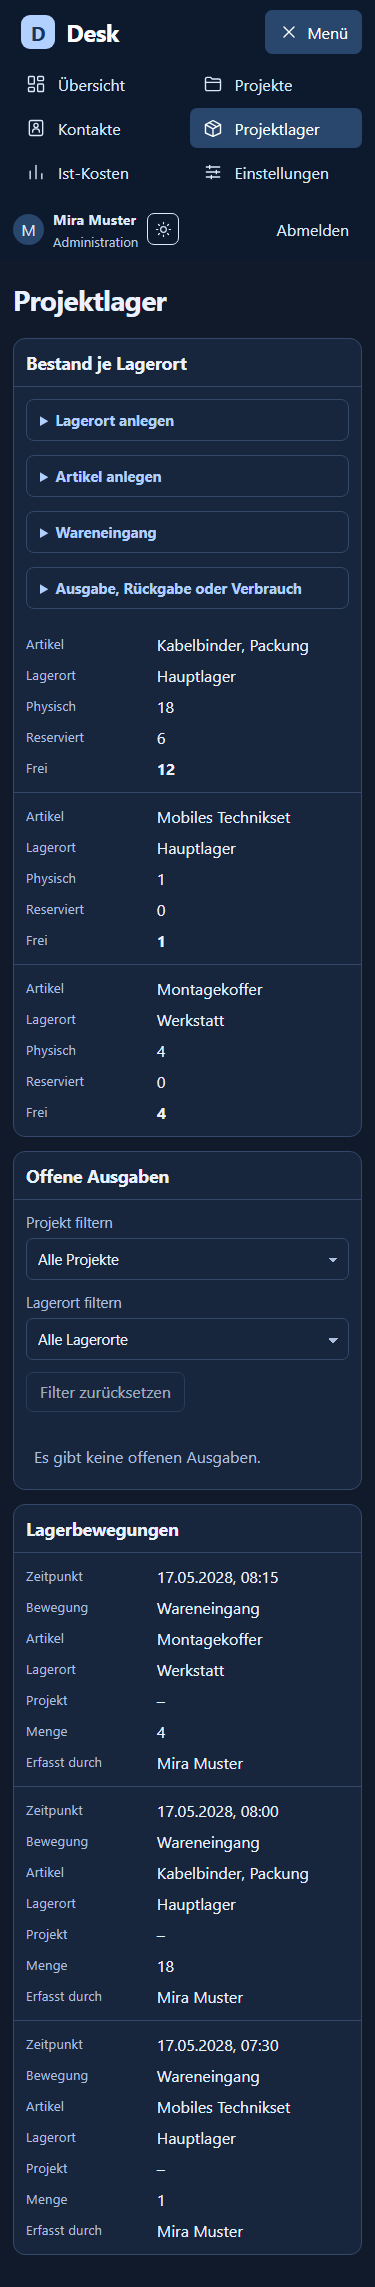 D Desk
Menü
Übersicht Projekte
Kontakte Projektlager
Ist-Kosten Einstellungen
M Mira Muster
Administration
Abmelden
Projektlager
Bestand je Lagerort
Lagerort anlegen
Artikel anlegen
Wareneingang
Ausgabe, Rückgabe oder Verbrauch
Artikel Kabelbinder, Packung
Lagerort Hauptlager
Physisch 18
Reserviert 6
Frei 12
Artikel Mobiles Technikset
Lagerort Hauptlager
Physisch 1
Reserviert 0
Frei 1
Artikel Montagekoffer
Lagerort Werkstatt
Physisch 4
Reserviert 0
Frei 4
Offene Ausgaben
Projekt filtern
Alle Projekte
Lagerort filtern
Alle Lagerorte
Filter zurücksetzen
Es gibt keine offenen Ausgaben.
Lagerbewegungen
Zeitpunkt 17.05.2028, 08:15
Bewegung Wareneingang
Artikel Montagekoffer
Lagerort Werkstatt
Projekt –
Menge 4
Erfasst durch Mira Muster
Zeitpunkt 17.05.2028, 08:00
Bewegung Wareneingang
Artikel Kabelbinder, Packung
Lagerort Hauptlager
Projekt –
Menge 18
Erfasst durch Mira Muster
Zeitpunkt 17.05.2028, 07:30
Bewegung Wareneingang
Artikel Mobiles Technikset
Lagerort Hauptlager
Projekt –
Menge 1
Erfasst durch Mira Muster